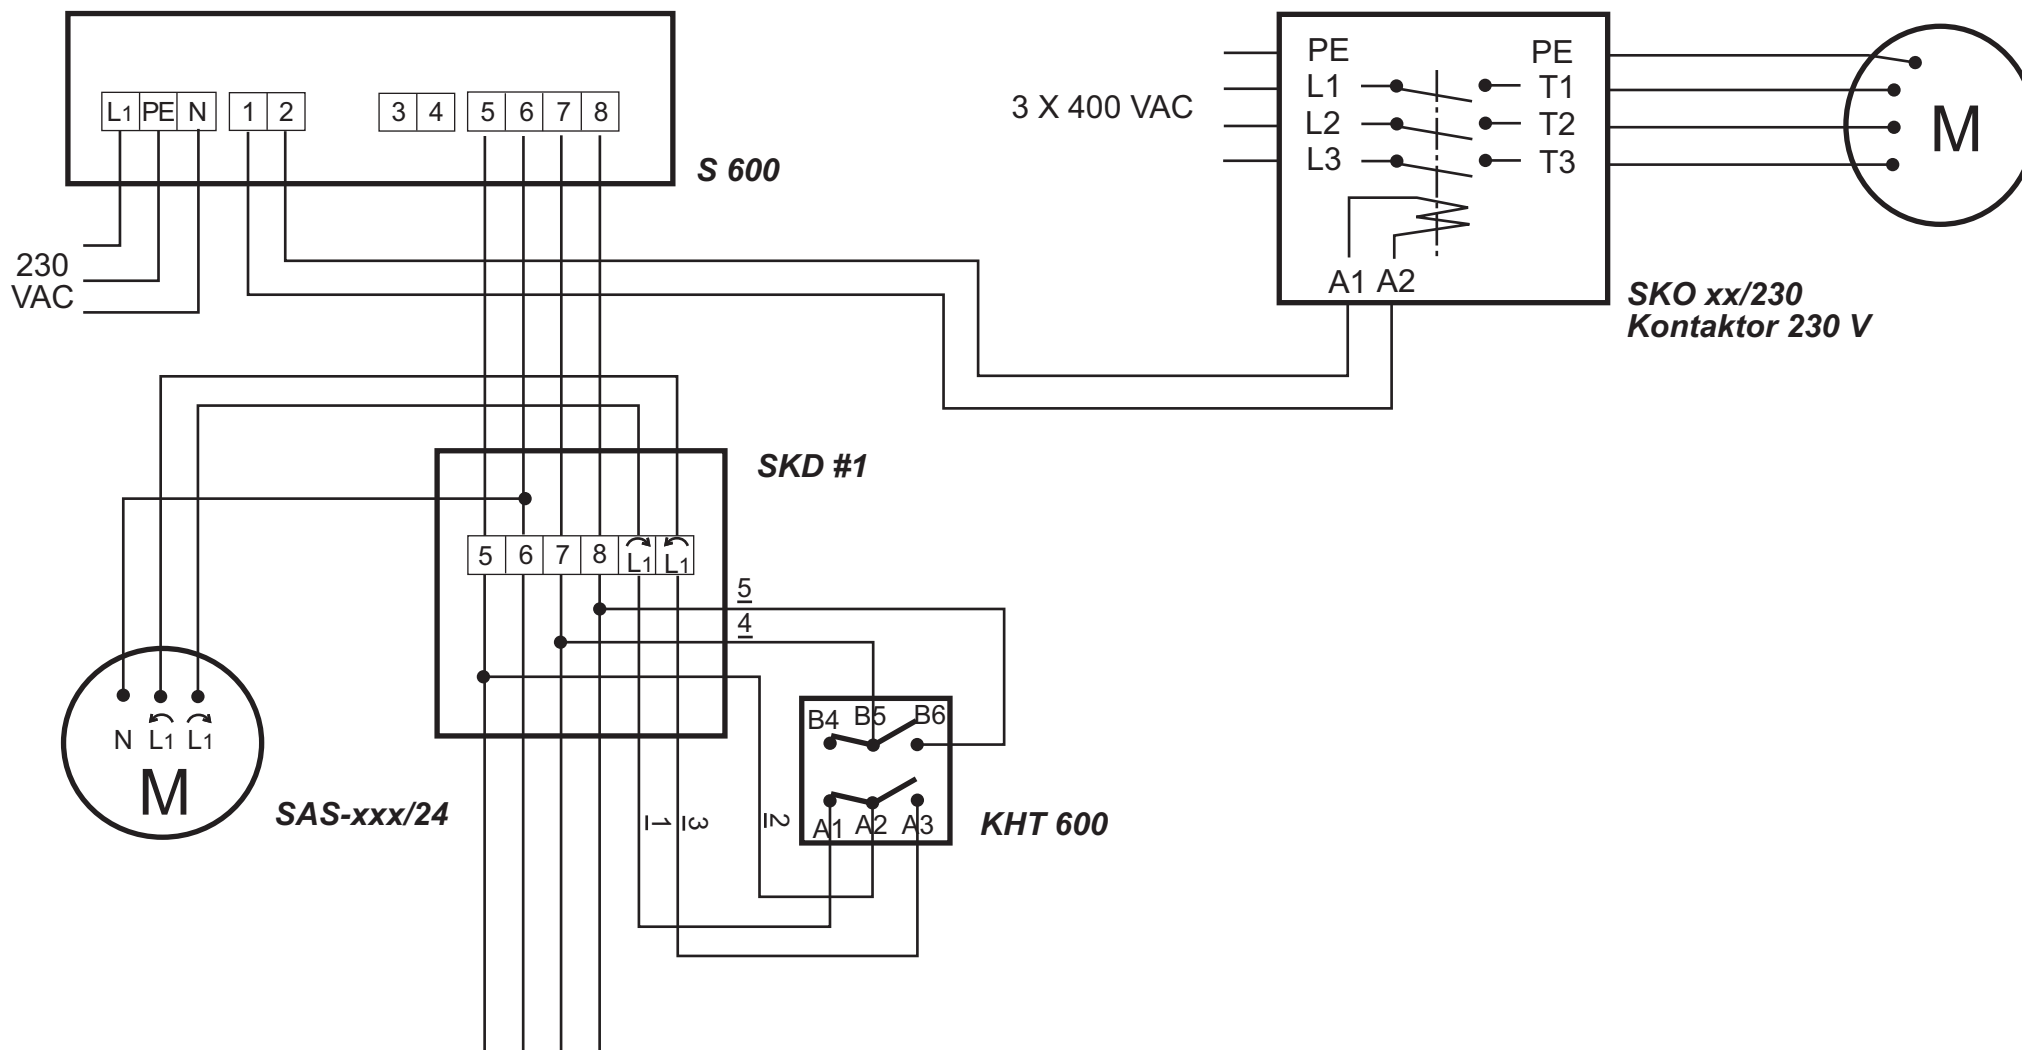 L1 PE N 1 2 3 4 5 6 7 8
S 600
230
VAC
3 X 400 VAC
PE PE
L1 T1
L2 T2
L3 T3
A1 A2
M
SKO xx/230
Kontaktor 230 V
SKD #1
5 6 7 8 L1 L1
5
4
N L1 L1
M
SAS-xxx/24
1 3 2
B4 B5 B6
A1 A2 A3
KHT 600